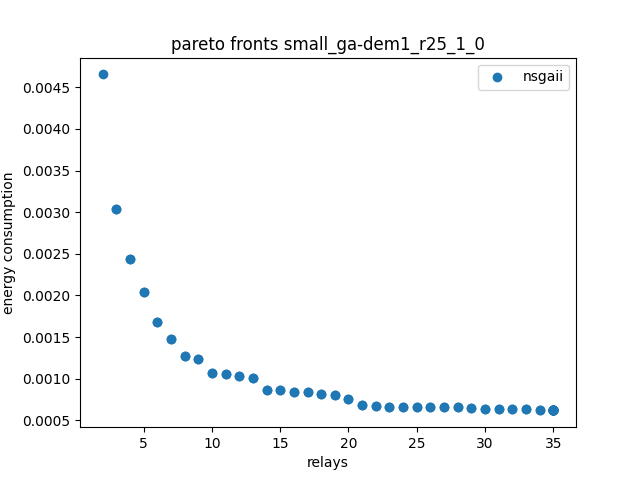 pareto fronts small_ga-dem1_r25_1_0
nsgaii
energy consumption
0.0045
0.0040
0.0035
0.0030
0.0025
0.0020
0.0015
0.0010
0.0005
5 10 15 20 25 30 35
relays